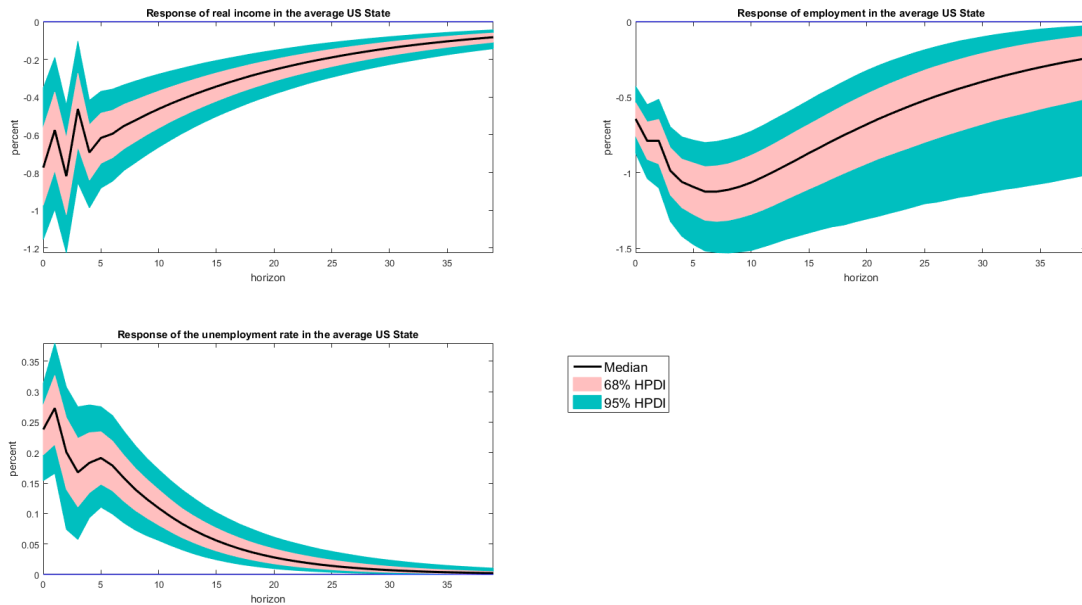 Response of real income in the average US State
0
-0.2
-0.4
-0.6
-0.8
-1
-1.2
percent
0 5 10 15 20 25 30 35
horizon
Response of employment in the average US State
0
-0.5
-1
-1.5
percent
0 5 10 15 20 25 30 35
horizon
Response of the unemployment rate in the average US State
0.35
0.3
0.25
0.2
0.15
0.1
0.05
0
percent
0 5 10 15 20 25 30 35
horizon
Median
68% HPDI
95% HPDI